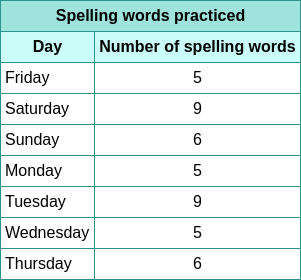 Spelling words practiced
Day Number of spelling words
Friday 5
Saturday 9
Sunday 6
Monday 5
Tuesday 9
Wednesday 5
Thursday 6